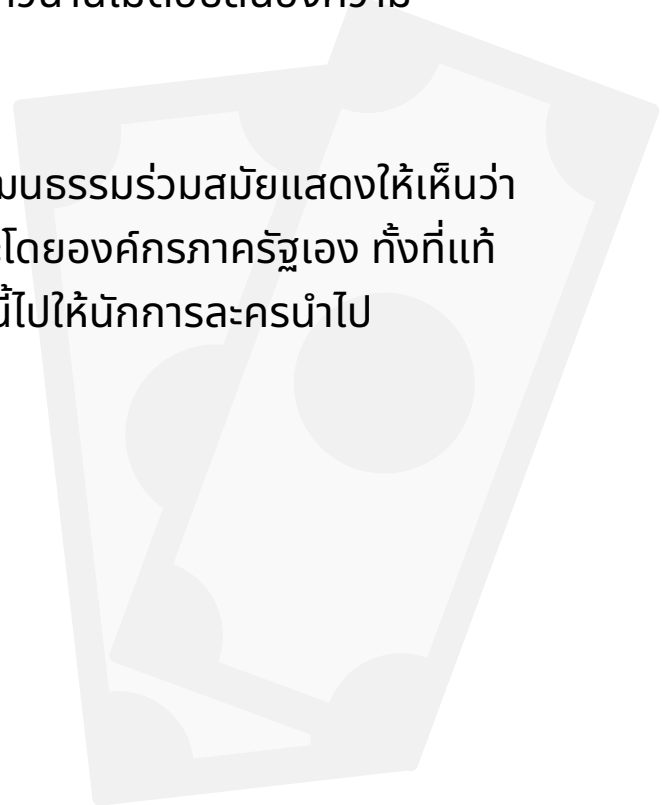 มนธรรมร่วมสมัยแสดงให้เห็นว่า
โดยองค์กรภาครัฐเอง ทั้งที่แท้
นี้ไปให้นักการละครนำไป